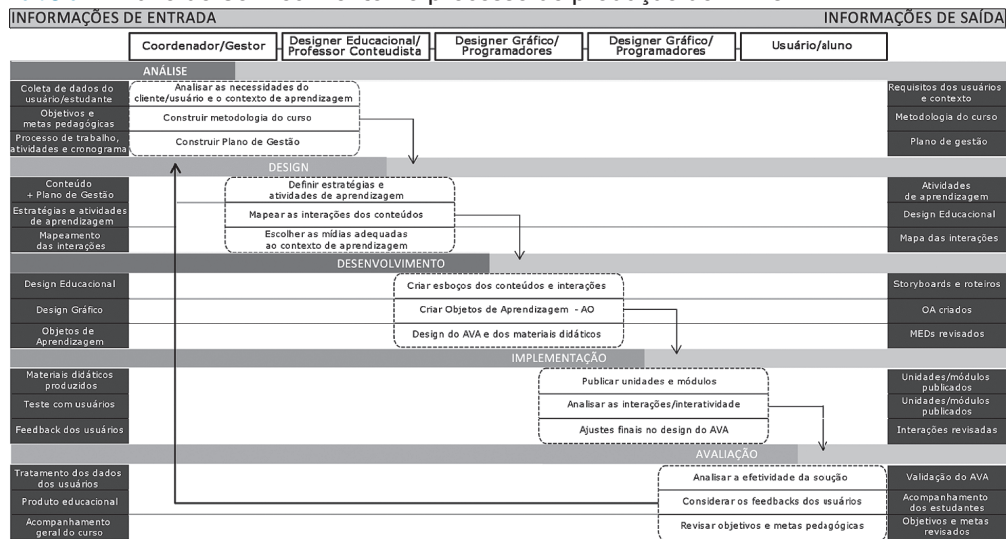 INFORMAÇÕES DE ENTRADA
INFORMAÇÕES DE SAÍDA
Coordenador/Gestor
Designer Educacional/
Professor Conteudista
Designer Gráfico/
Programadores
Designer Gráfico/
Programadores
Usuário/aluno
ANÁLISE
Coleta de dados do
usuário/estudante
Analisar as necessidades do
cliente/usuário e o contexto de aprendizagem
Requisitos dos usuários
e contexto
Objetivos e
metas pedagógicas
Construir metodologia do curso
Metodologia do curso
Processo de trabalho,
atividades e cronograma
Construir Plano de Gestão
Plano de gestão
DESIGN
Conteúdo
+ Plano de Gestão
Definir estratégias e
atividades de aprendizagem
Atividades
de aprendizagem
Estratégias e atividades
de aprendizagem
Mapear as interações dos conteúdos
Design Educacional
Mapeamento
das interações
Escolher as mídias adequadas
ao contexto de aprendizagem
Mapa das interações
DESENVOLVIMENTO
Design Educacional
Criar esboços dos conteúdos e interações
Storyboards e roteiros
Design Gráfico
Criar Objetos de Aprendizagem - AO
OA criados
Objetos de
Aprendizagem
Design do AVA e dos materiais didáticos
MEDs revisados
IMPLEMENTAÇÃO
Materiais didáticos
produzidos
Publicar unidades e módulos
Unidades/módulos
publicados
Teste com usuários
Analisar as interações/interatividade
Unidades/módulos
publicados
Feedback dos usuários
Ajustes finais no design do AVA
Interações revisadas
AVALIAÇÃO
Tratamento dos dados
dos usuários
Analisar a efetividade da soução
Validação do AVA
Produto educacional
Considerar os feedbacks dos usuários
Acompanhamento
dos estudantes
Acompanhamento
geral do curso
Revisar objetivos e metas pedagógicas
Objetivos e metas
revisados